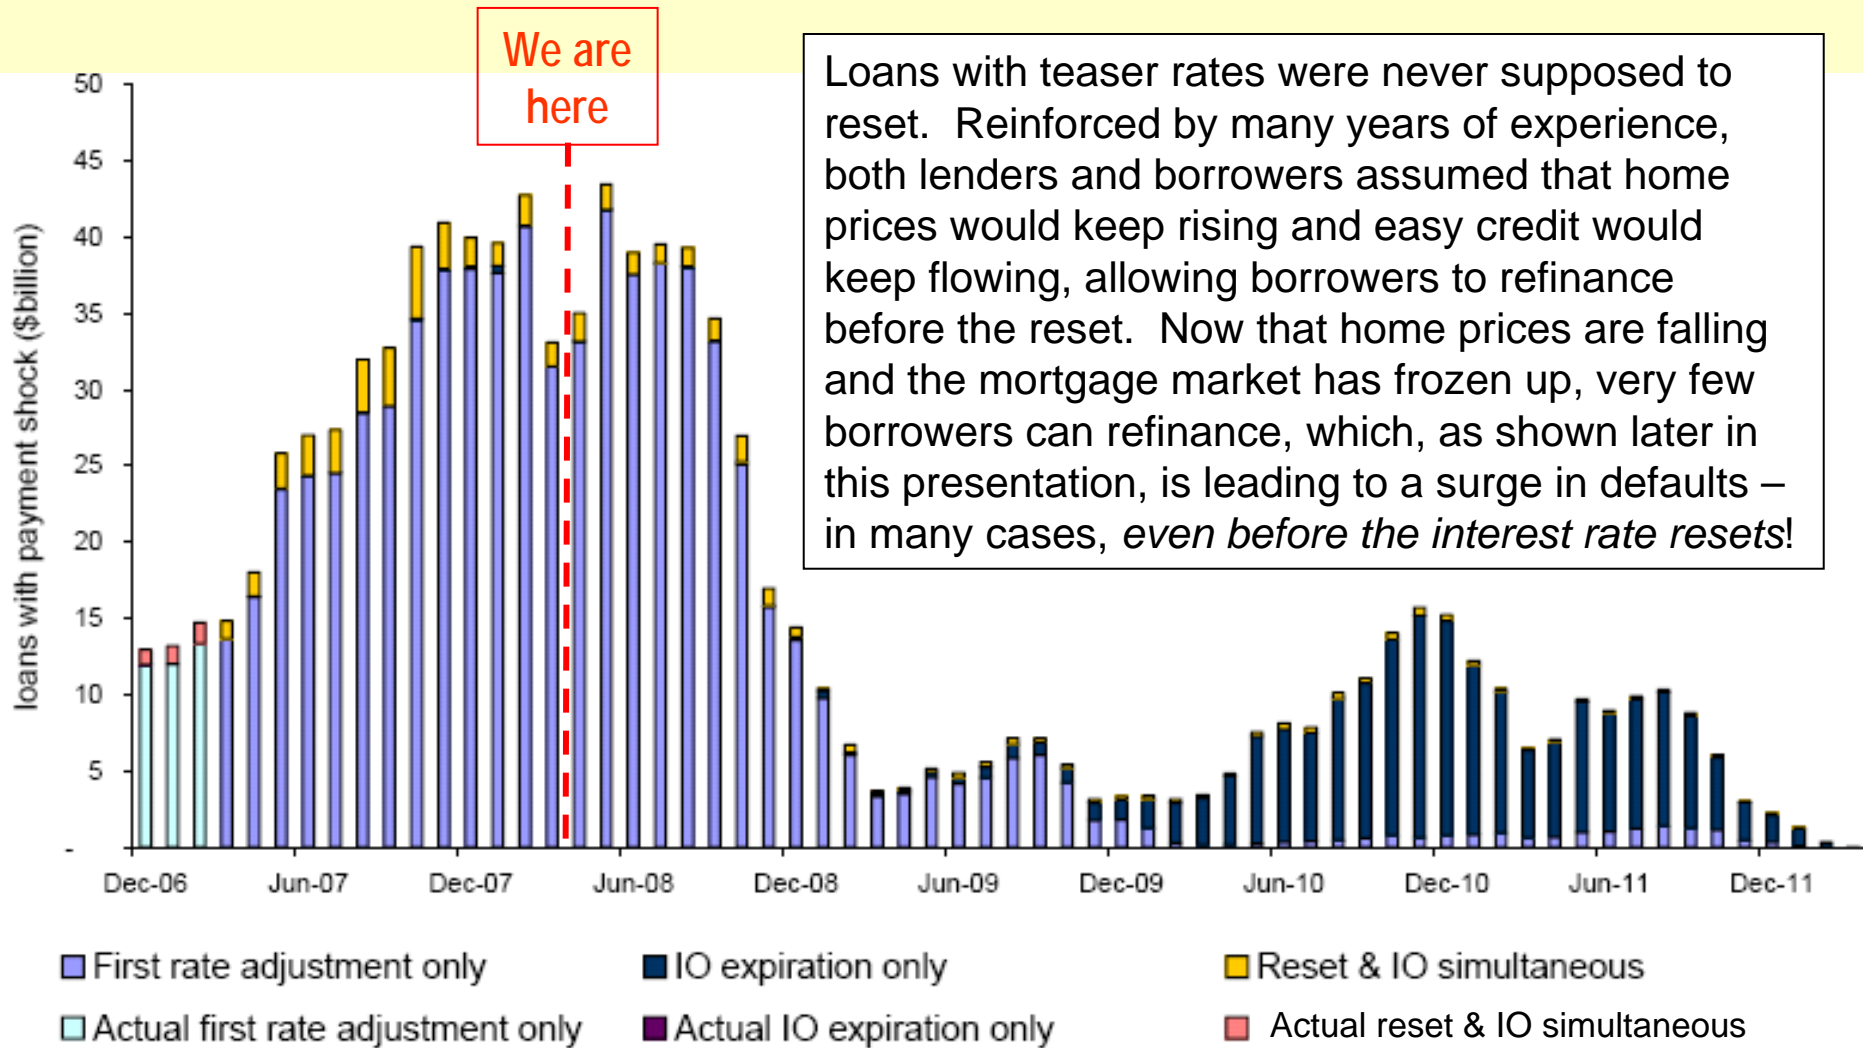 We are
here
Loans with teaser rates were never supposed to
reset.  Reinforced by many years of experience,
both lenders and borrowers assumed that home
prices would keep rising and easy credit would
keep flowing, allowing borrowers to refinance
before the reset.  Now that home prices are falling
and the mortgage market has frozen up, very few
borrowers can refinance, which, as shown later in
this presentation, is leading to a surge in defaults –
in many cases, even before the interest rate resets!
loans with payment shock ($billion)
50
45
40
35
30
25
20
15
10
5
-
Dec-06 Jun-07 Dec-07 Jun-08 Dec-08 Jun-09 Dec-09 Jun-10 Dec-10 Jun-11 Dec-11
First rate adjustment only IO expiration only Reset & IO simultaneous
Actual first rate adjustment only Actual IO expiration only Actual reset & IO simultaneous